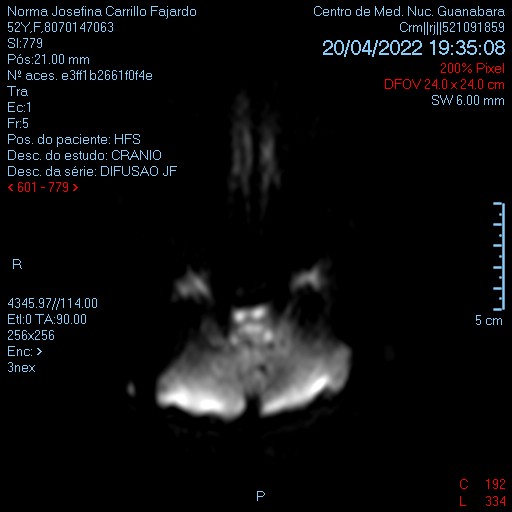 Norma Josefina Carrillo Fajardo
52Y,F,8070147063
SI:779
Pós:21.00 mm
Nº aces. e3ff1b2661f0f4e
Tra
Ec:1
Fr:5
Pos. do paciente: HFS
Desc. do estudo: CRANIO
Desc. da série: DIFUSAO JF
< 601 - 779 >
Centro de Med. Nuc. Guanabara
Crm||rj||521091859
20/04/2022 19:35:08
200% Pixel
DFOV 24.0 x 24.0 cm
SW 6.00 mm
R
5 cm
4345.97//114.00
Etl:0 TA:90.00
256x256
Enc: >
3nex
P
C 192
L 334